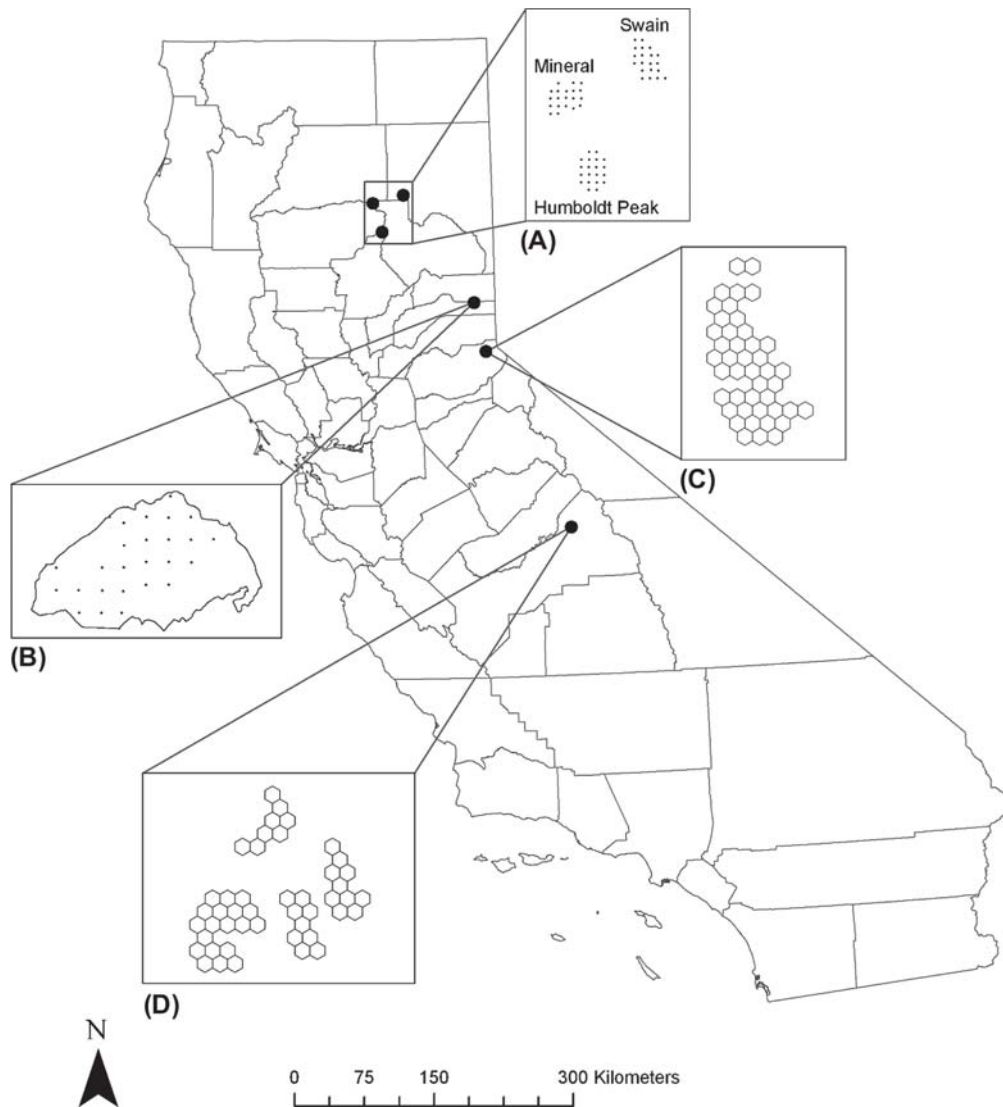 Swain
Mineral
Humboldt Peak
(A)
(C)
(B)
(D)
N
0 75 150 300 Kilometers